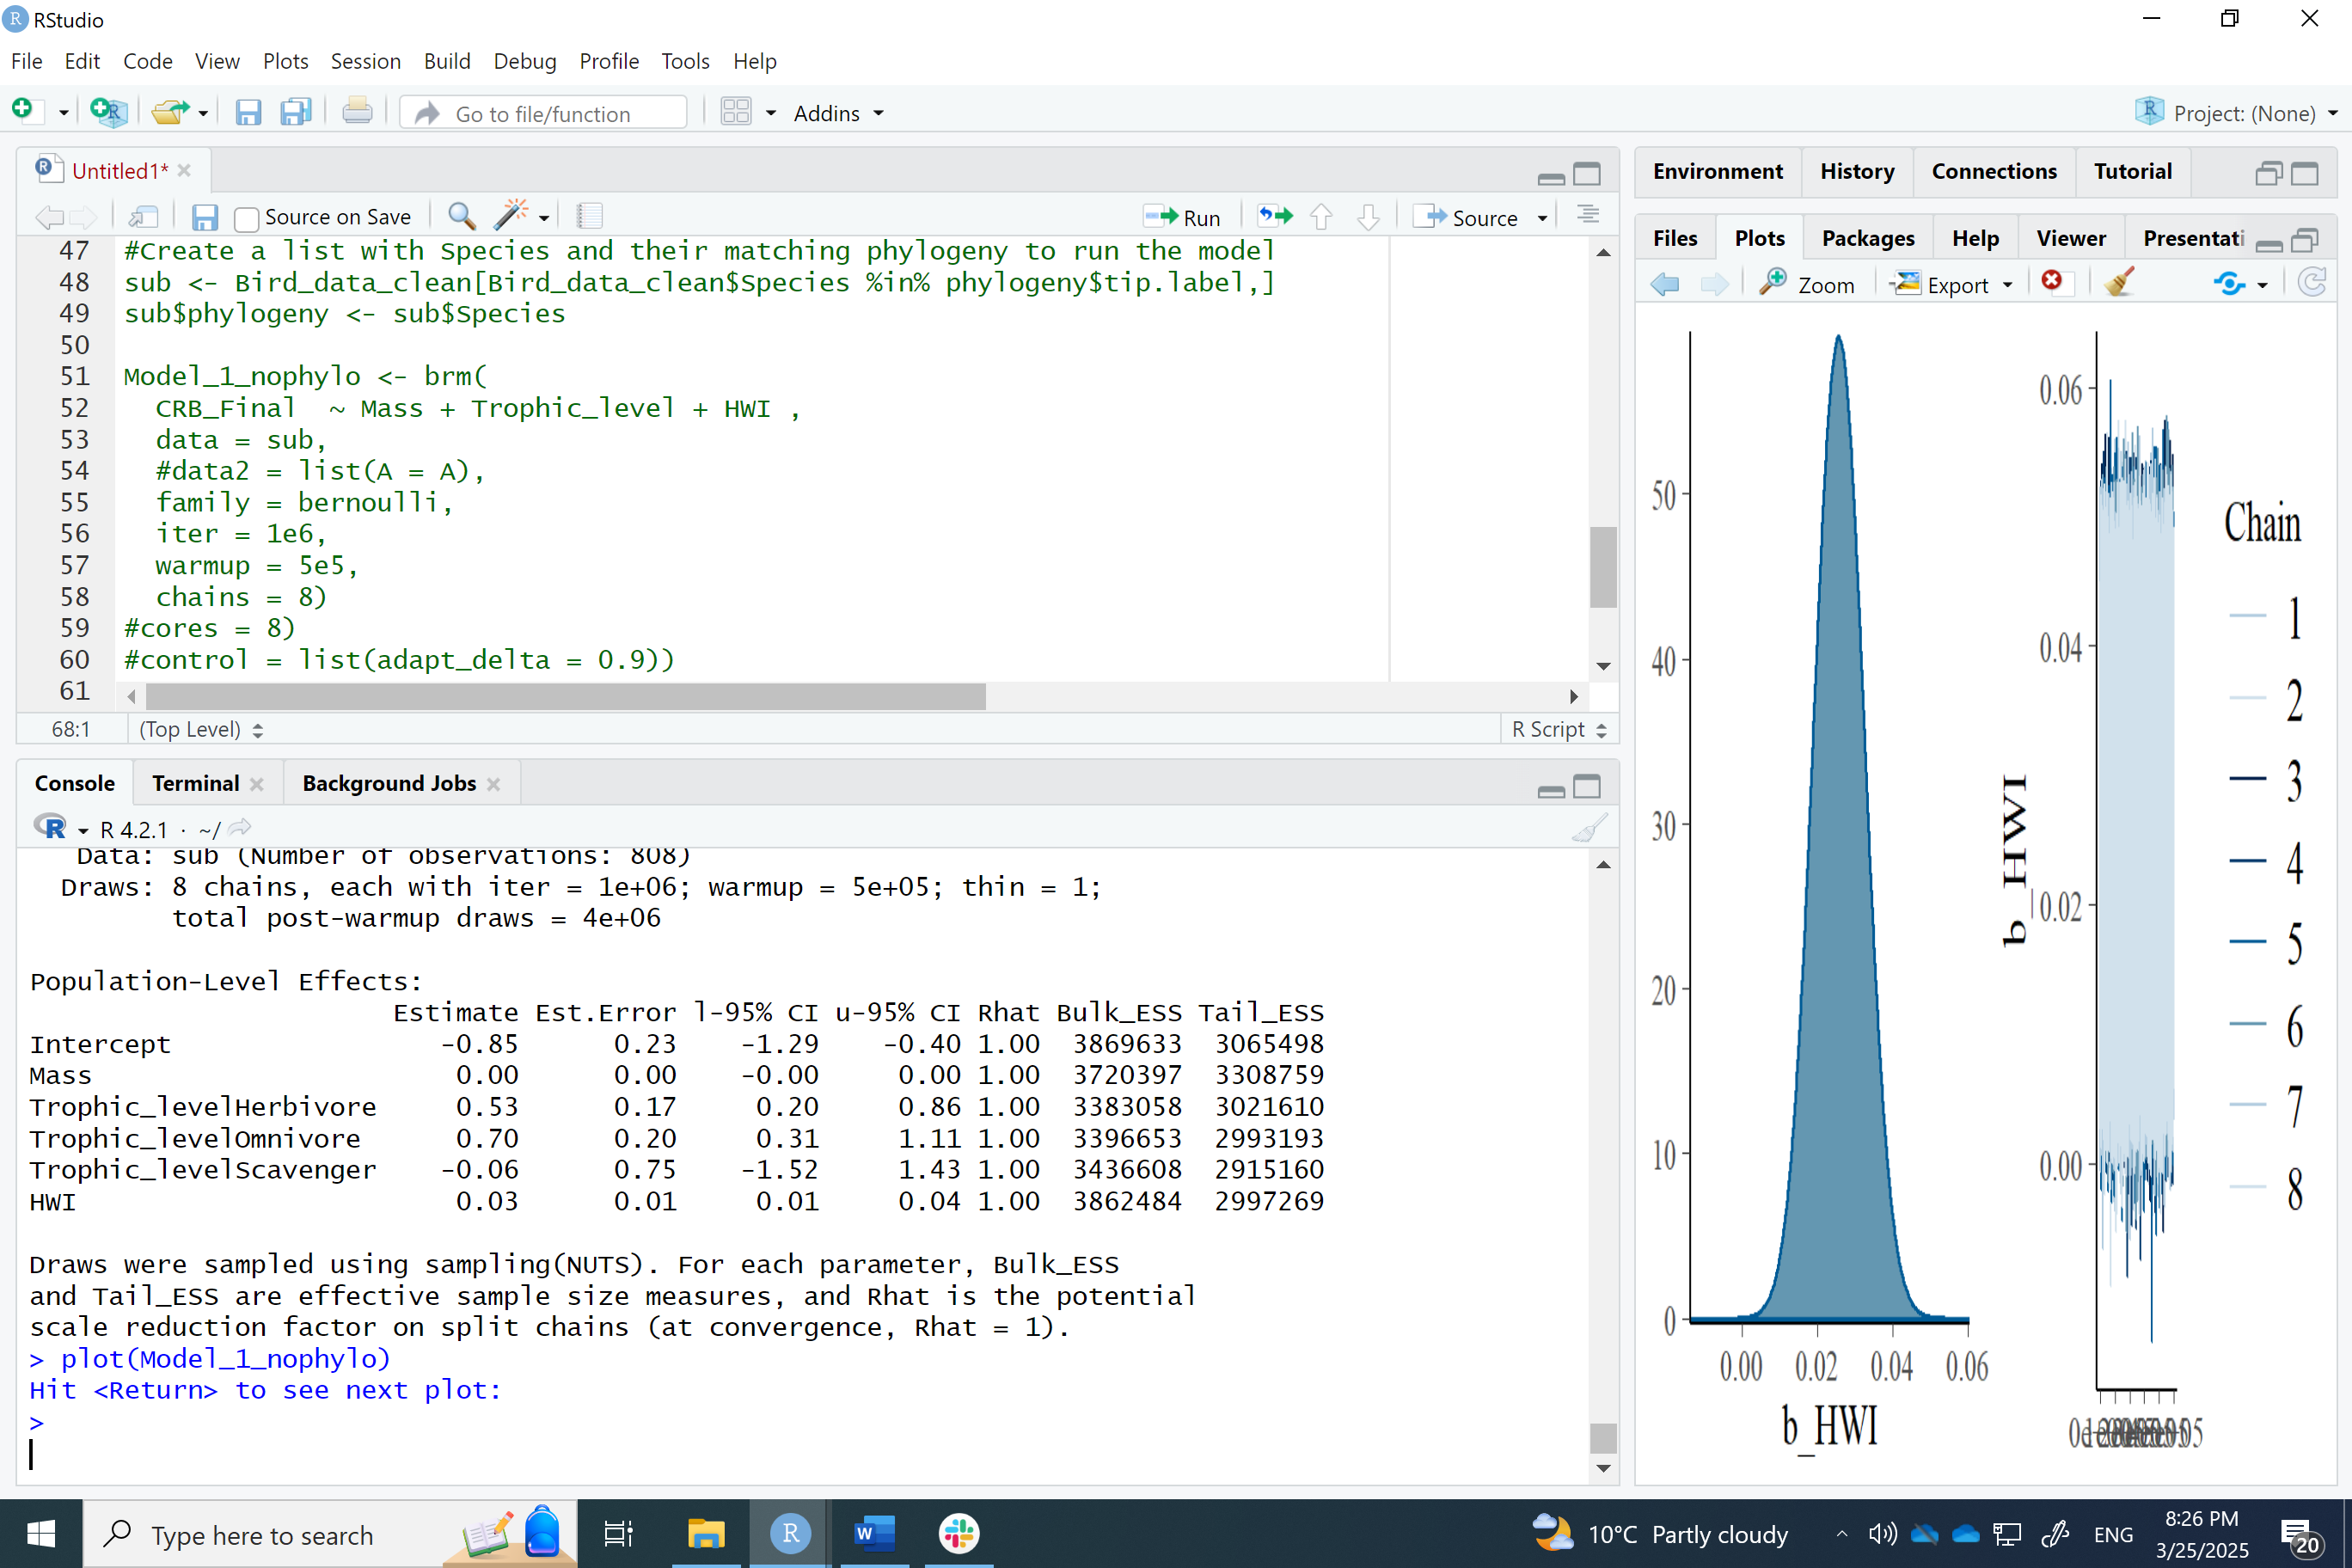 RStudio
File Edit Code View Plots Session Build Debug Profile Tools Help
Go to file/function Addins Project: (None)
Untitled1*
Source on Save Run Source
47 #Create a list with Species and their matching phylogeny to run the model
48 sub <- Bird_data_clean[Bird_data_clean$Species %in% phylogeny$tip.label,]
49 sub$phylogeny <- sub$Species
50
51 Model_1_nophylo <- brm(
52 CRB_Final ~ Mass + Trophic_level + HWI ,
53 data = sub,
54 #data2 = list(A = A),
55 family = bernoulli,
56 iter = 1e6,
57 warmup = 5e5,
58 chains = 8)
59 #cores = 8)
60 #control = list(adapt_delta = 0.9))
61
68:1 (Top Level) R Script
Console Terminal Background Jobs
R 4.2.1 · ~/
Data: sub (Number of observations: 808)
Draws: 8 chains, each with iter = 1e+06; warmup = 5e+05; thin = 1;
total post-warmup draws = 4e+06
Population-Level Effects:
Estimate Est.Error l-95% CI u-95% CI Rhat Bulk_ESS Tail_ESS
Intercept -0.85 0.23 -1.29 -0.40 1.00 3869633 3065498
Mass 0.00 0.00 -0.00 0.00 1.00 3720397 3308759
Trophic_levelHerbivore 0.53 0.17 0.20 0.86 1.00 3383058 3021610
Trophic_levelOmnivore 0.70 0.20 0.31 1.11 1.00 3396653 2993193
Trophic_levelScavenger -0.06 0.75 -1.52 1.43 1.00 3436608 2915160
HWI 0.03 0.01 0.01 0.04 1.00 3862484 2997269
Draws were sampled using sampling(NUTS). For each parameter, Bulk_ESS
and Tail_ESS are effective sample size measures, and Rhat is the potential
scale reduction factor on split chains (at convergence, Rhat = 1).
> plot(Model_1_nophylo)
Hit <Return> to see next plot:
>
Environment History Connections Tutorial
Files Plots Packages Help Viewer Presentati
Zoom Export
50
40
30
20
10
0
0.00 0.02 0.04 0.06
b_HWI
b_HWI
0.06
0.04
0.02
0.00
Chain
1
2
3
4
5
6
7
8
Type here to search
10°C Partly cloudy ENG
8:26 PM
3/25/2025
20